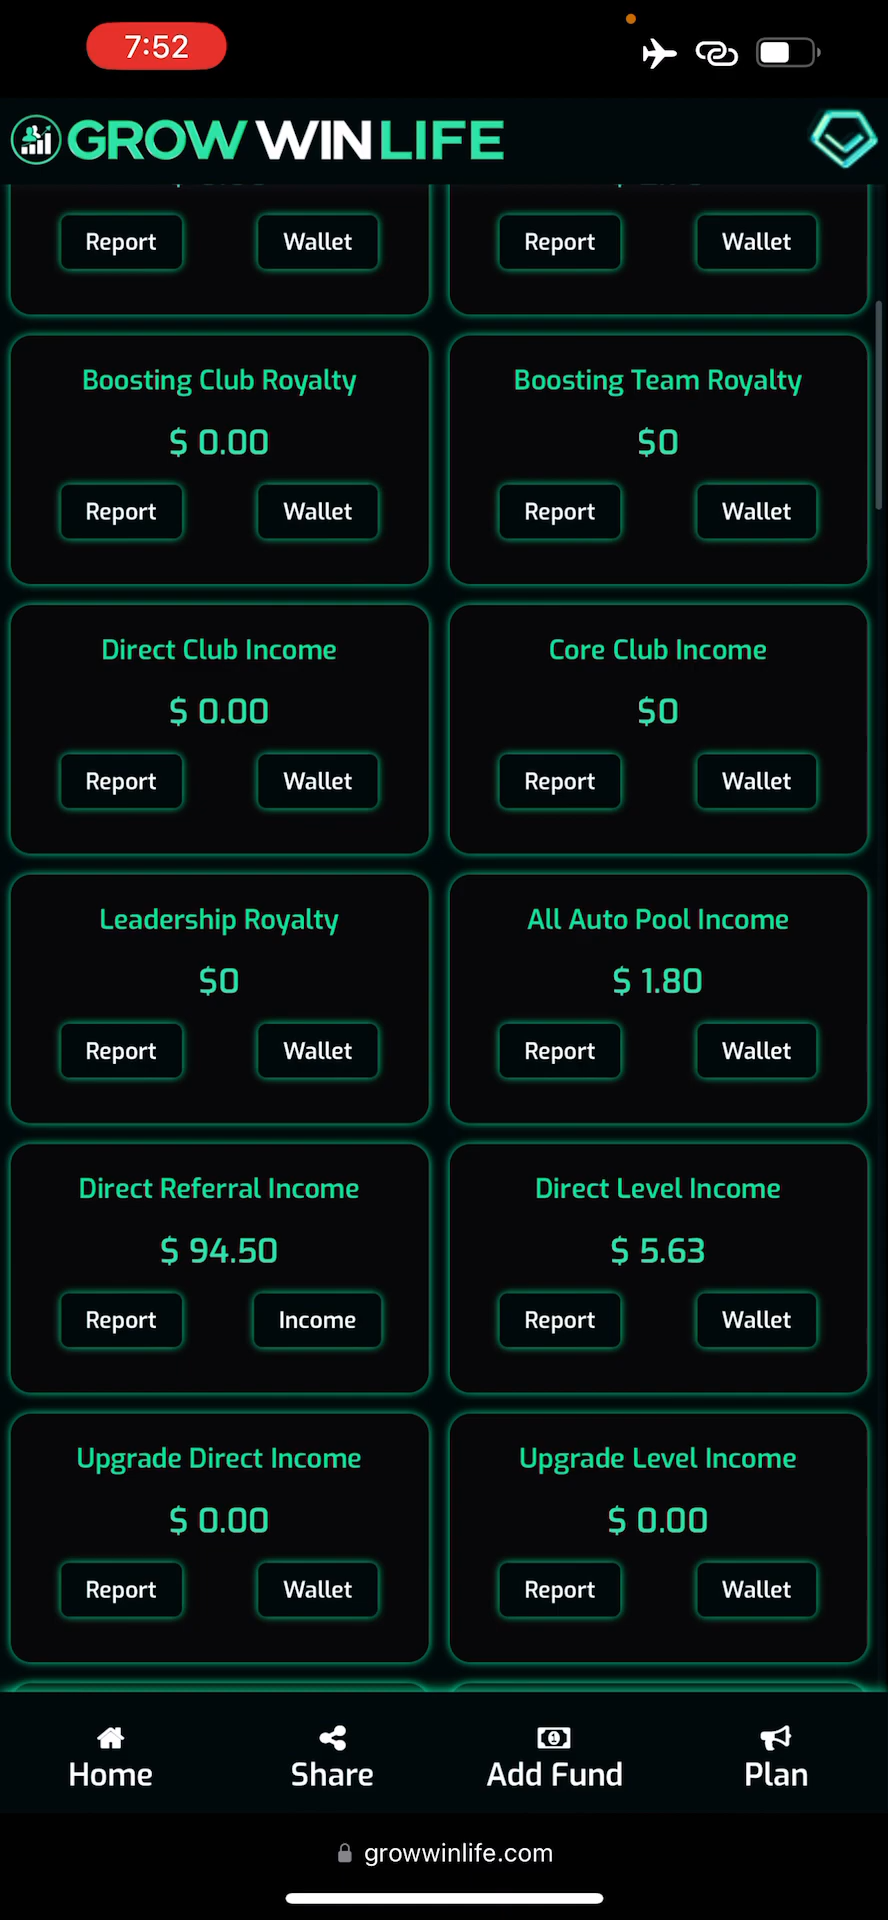 7:52
GROW WIN LIFE
Report Wallet Report Wallet
Boosting Club Royalty Boosting Team Royalty
$ 0.00 $0
Report Wallet Report Wallet
Direct Club Income Core Club Income
$ 0.00 $0
Report Wallet Report Wallet
Leadership Royalty All Auto Pool Income
$0 $ 1.80
Report Wallet Report Wallet
Direct Referral Income Direct Level Income
$ 94.50 $ 5.63
Report Income Report Wallet
Upgrade Direct Income Upgrade Level Income
$ 0.00 $ 0.00
Report Wallet Report Wallet
Home Share Add Fund Plan
growwinlife.com